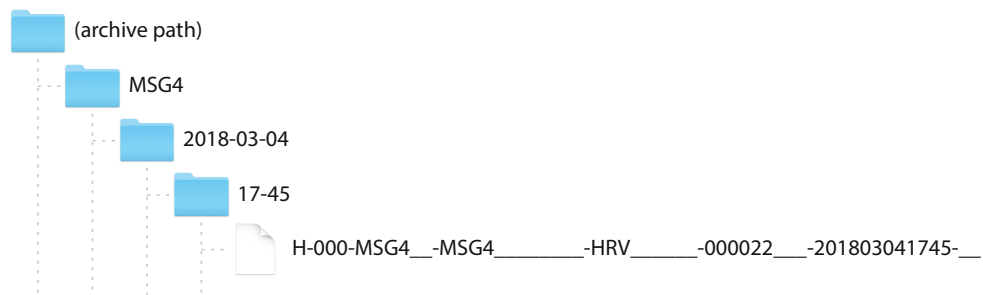 (archive path)
MSG4
2018-03-04
17-45
H-000-MSG4__-MSG4________-HRV______-000022___-201803041745-__